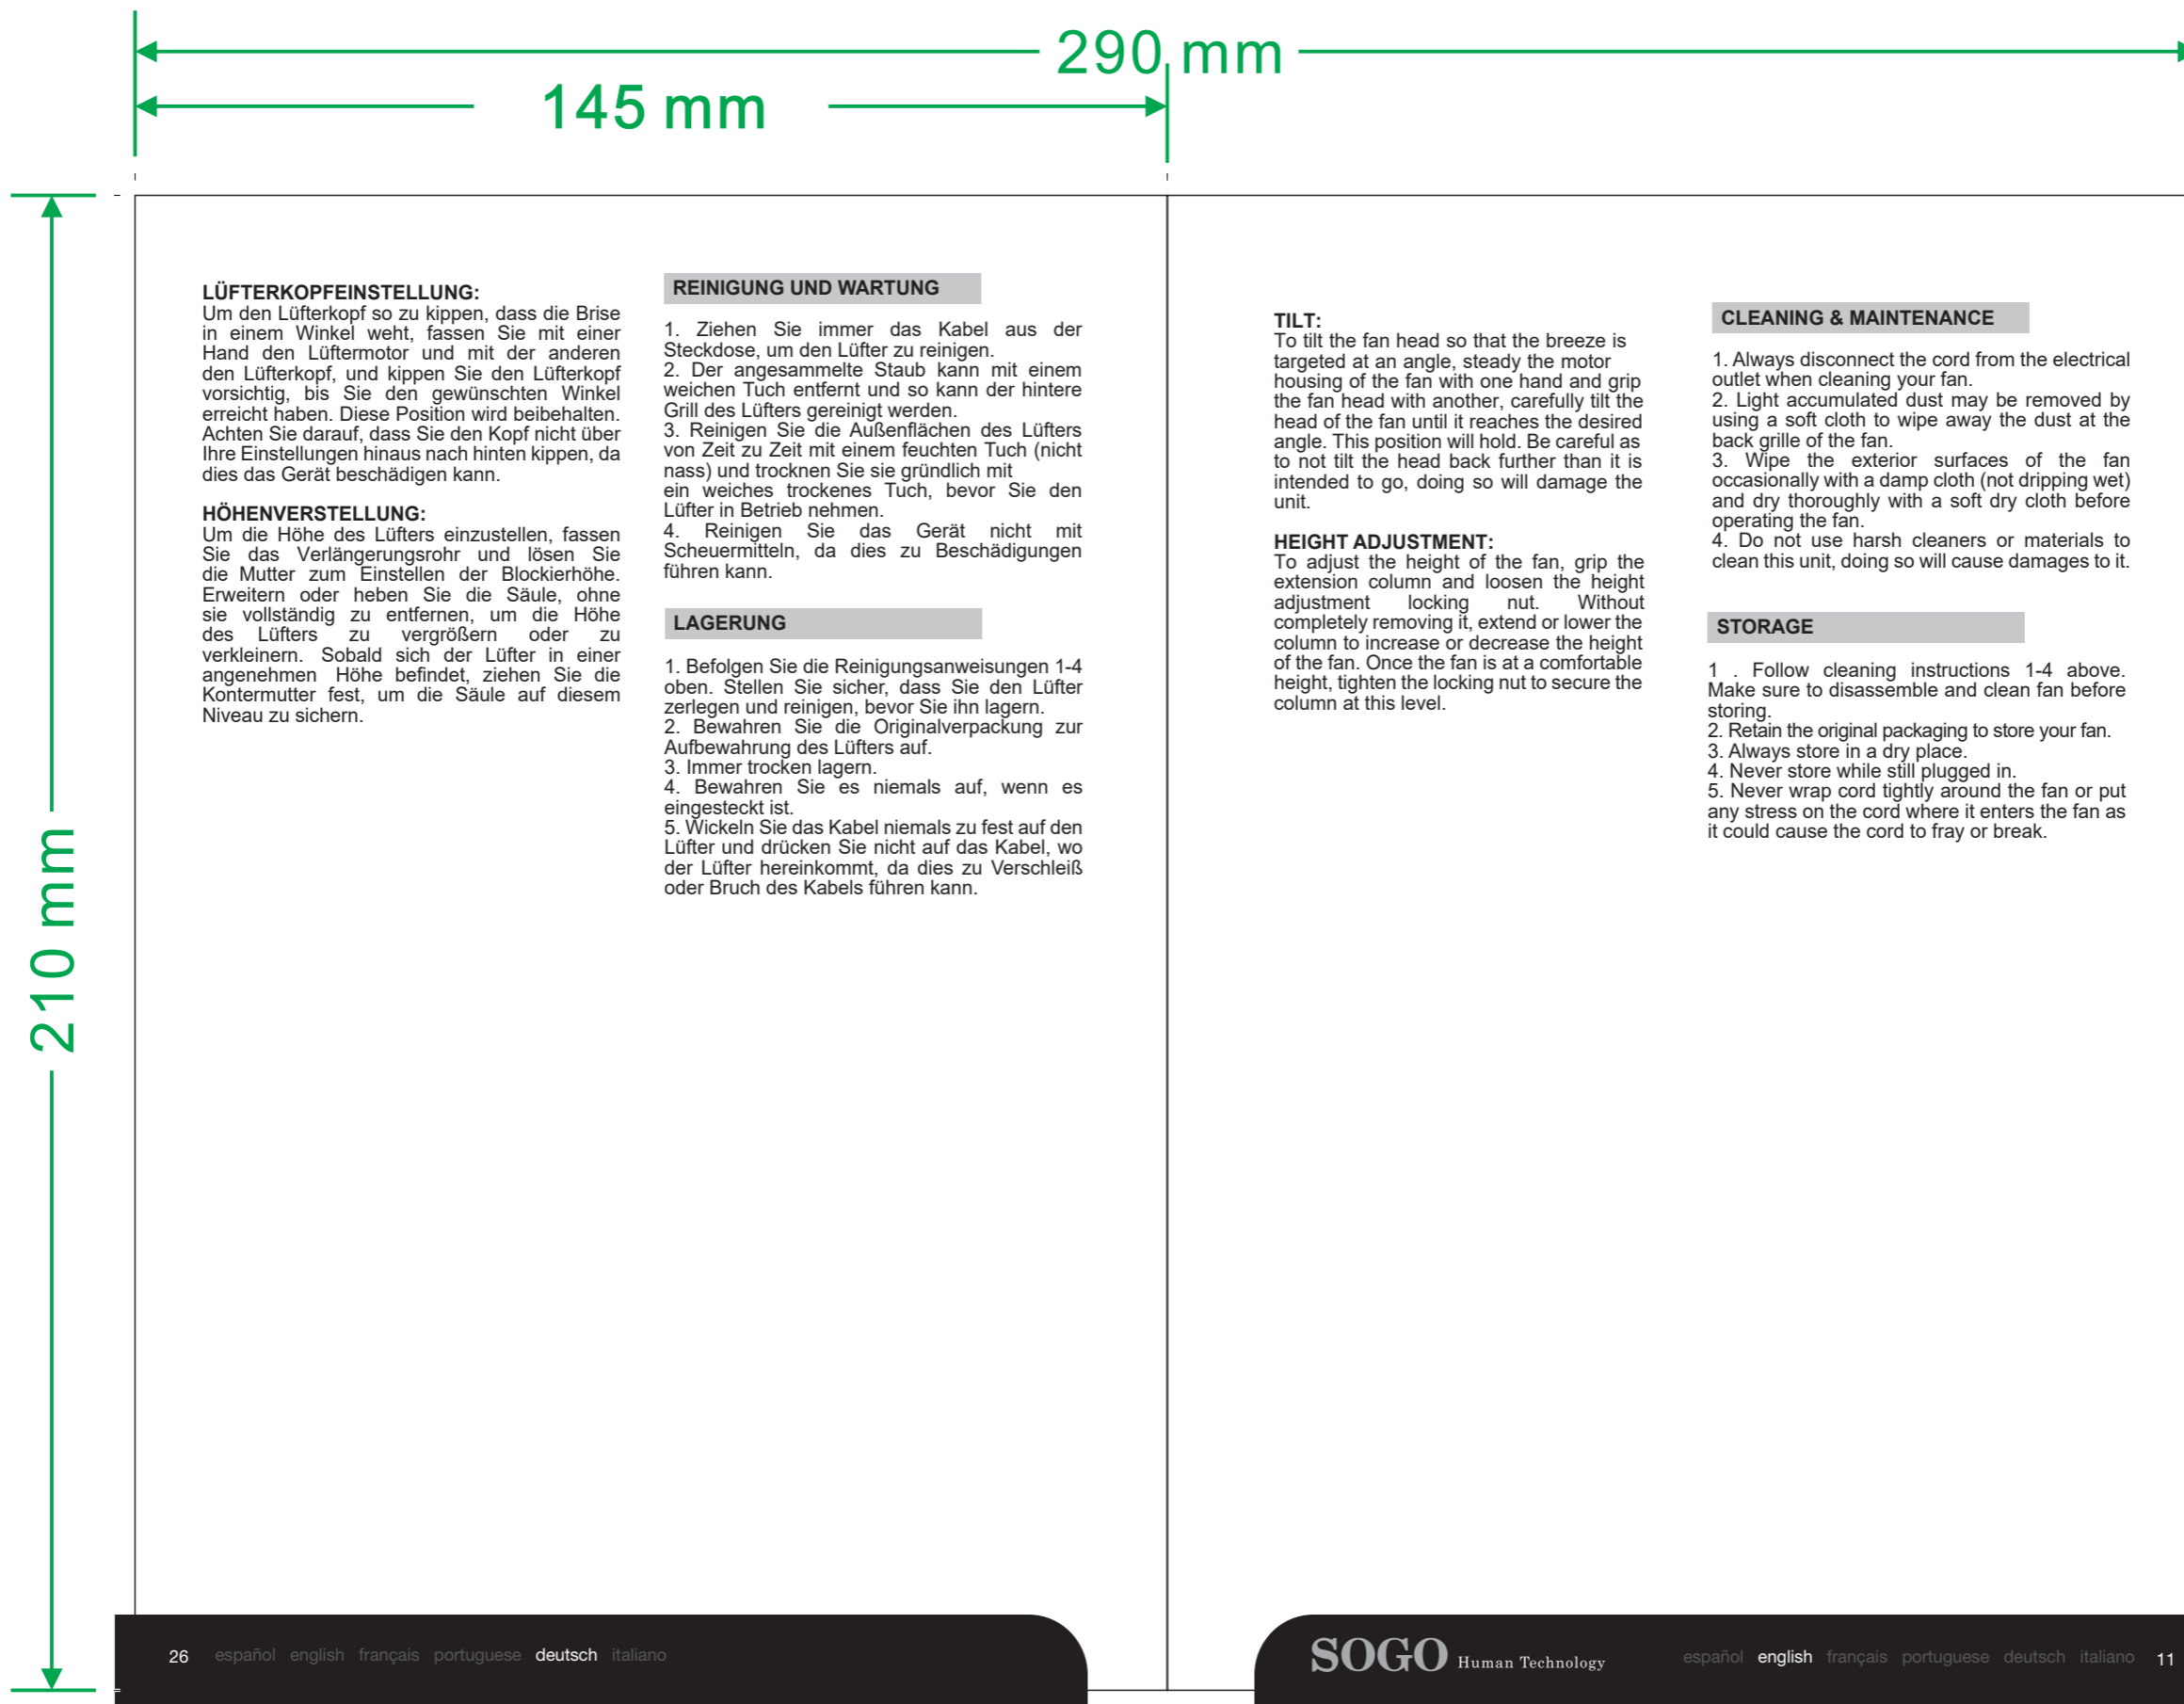 290 mm
145 mm
210 mm
LÜFTERKOPFEINSTELLUNG:
Um den Lüfterkopf so zu kippen, dass die Brise
in einem Winkel weht, fassen Sie mit einer
Hand den Lüftermotor und mit der anderen
den Lüfterkopf, und kippen Sie den Lüfterkopf
vorsichtig, bis Sie den gewünschten Winkel
erreicht haben. Diese Position wird beibehalten.
Achten Sie darauf, dass Sie den Kopf nicht über
Ihre Einstellungen hinaus nach hinten kippen, da
dies das Gerät beschädigen kann.
HÖHENVERSTELLUNG:
Um die Höhe des Lüfters einzustellen, fassen
Sie das Verlängerungsrohr und lösen Sie
die Mutter zum Einstellen der Blockierhöhe.
Erweitern oder heben Sie die Säule, ohne
sie vollständig zu entfernen, um die Höhe
des Lüfters zu vergrößern oder zu
verkleinern. Sobald sich der Lüfter in einer
angenehmen Höhe befindet, ziehen Sie die
Kontermutter fest, um die Säule auf diesem
Niveau zu sichern.
REINIGUNG UND WARTUNG
1. Ziehen Sie immer das Kabel aus der
Steckdose, um den Lüfter zu reinigen.
2. Der angesammelte Staub kann mit einem
weichen Tuch entfernt und so kann der hintere
Grill des Lüfters gereinigt werden.
3. Reinigen Sie die Außenflächen des Lüfters
von Zeit zu Zeit mit einem feuchten Tuch (nicht
nass) und trocknen Sie sie gründlich mit
ein weiches trockenes Tuch, bevor Sie den
Lüfter in Betrieb nehmen.
4. Reinigen Sie das Gerät nicht mit
Scheuermitteln, da dies zu Beschädigungen
führen kann.
LAGERUNG
1. Befolgen Sie die Reinigungsanweisungen 1-4
oben. Stellen Sie sicher, dass Sie den Lüfter
zerlegen und reinigen, bevor Sie ihn lagern.
2. Bewahren Sie die Originalverpackung zur
Aufbewahrung des Lüfters auf.
3. Immer trocken lagern.
4. Bewahren Sie es niemals auf, wenn es
eingesteckt ist.
5. Wickeln Sie das Kabel niemals zu fest auf den
Lüfter und drücken Sie nicht auf das Kabel, wo
der Lüfter hereinkommt, da dies zu Verschleiß
oder Bruch des Kabels führen kann.
26 español english français portuguese deutsch italiano
TILT:
To tilt the fan head so that the breeze is
targeted at an angle, steady the motor
housing of the fan with one hand and grip
the fan head with another, carefully tilt the
head of the fan until it reaches the desired
angle. This position will hold. Be careful as
to not tilt the head back further than it is
intended to go, doing so will damage the
unit.
HEIGHT ADJUSTMENT:
To adjust the height of the fan, grip the
extension column and loosen the height
adjustment locking nut. Without
completely removing it, extend or lower the
column to increase or decrease the height
of the fan. Once the fan is at a comfortable
height, tighten the locking nut to secure the
column at this level.
CLEANING & MAINTENANCE
1. Always disconnect the cord from the electrical
outlet when cleaning your fan.
2. Light accumulated dust may be removed by
using a soft cloth to wipe away the dust at the
back grille of the fan.
3. Wipe the exterior surfaces of the fan
occasionally with a damp cloth (not dripping wet)
and dry thoroughly with a soft dry cloth before
operating the fan.
4. Do not use harsh cleaners or materials to
clean this unit, doing so will cause damages to it.
STORAGE
1 . Follow cleaning instructions 1-4 above.
Make sure to disassemble and clean fan before
storing.
2. Retain the original packaging to store your fan.
3. Always store in a dry place.
4. Never store while still plugged in.
5. Never wrap cord tightly around the fan or put
any stress on the cord where it enters the fan as
it could cause the cord to fray or break.
SOGO Human Technology
español english français portuguese deutsch italiano 11